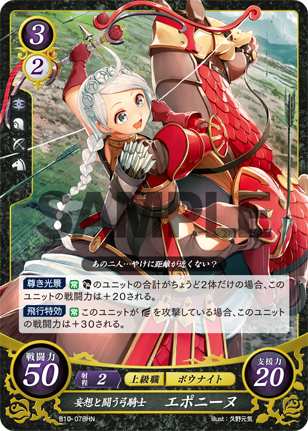 3
2
SAMPLE
あの二人…やけに距離が近くない？
尊き光景 常 のユニットの合計がちょうど2体だけの場合、このユニットの戦闘力は＋20される。
飛行特効 常 このユニットが を攻撃している場合、このユニットの戦闘力は＋30される。
戦闘力 50
射程 2 上級職 ボウナイト
支援力 20
妄想と闘う弓騎士 エポニーヌ
B10-078HN Illust：久野元気